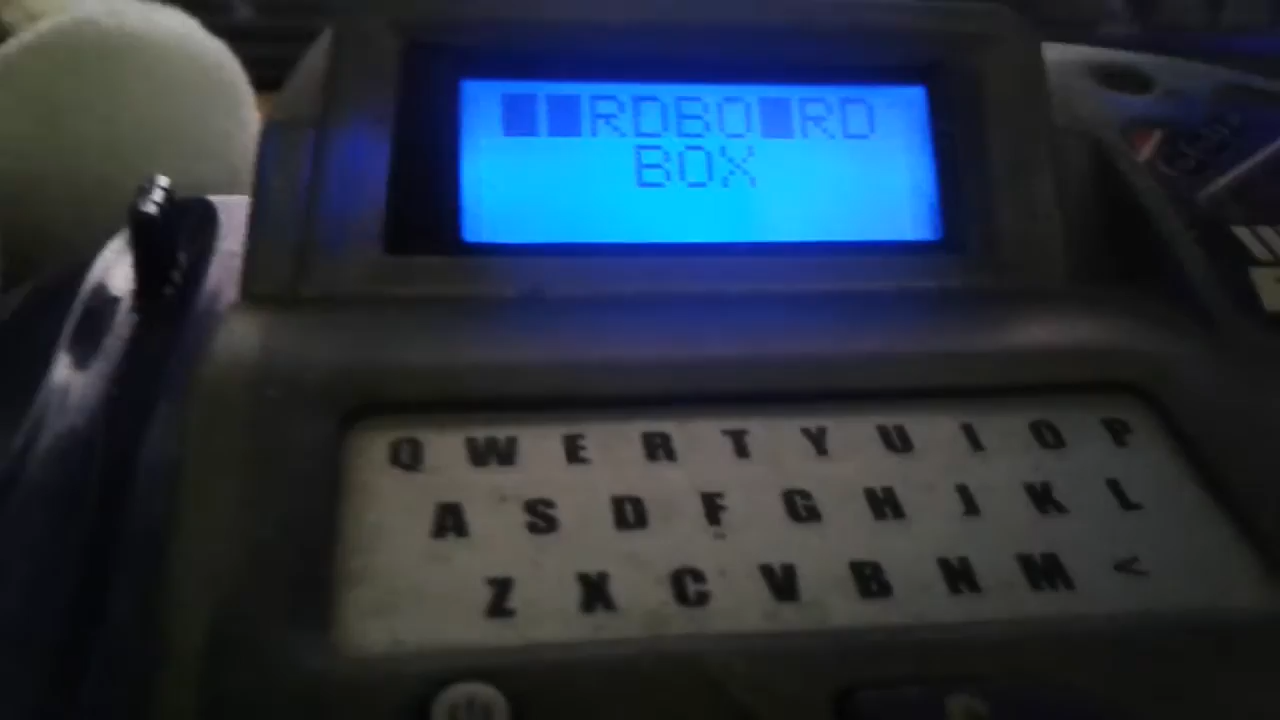 ■■RDBO■RD
BOX
Q W E R T Y U I O P
A S D F G H J K L
Z X C V B N M <